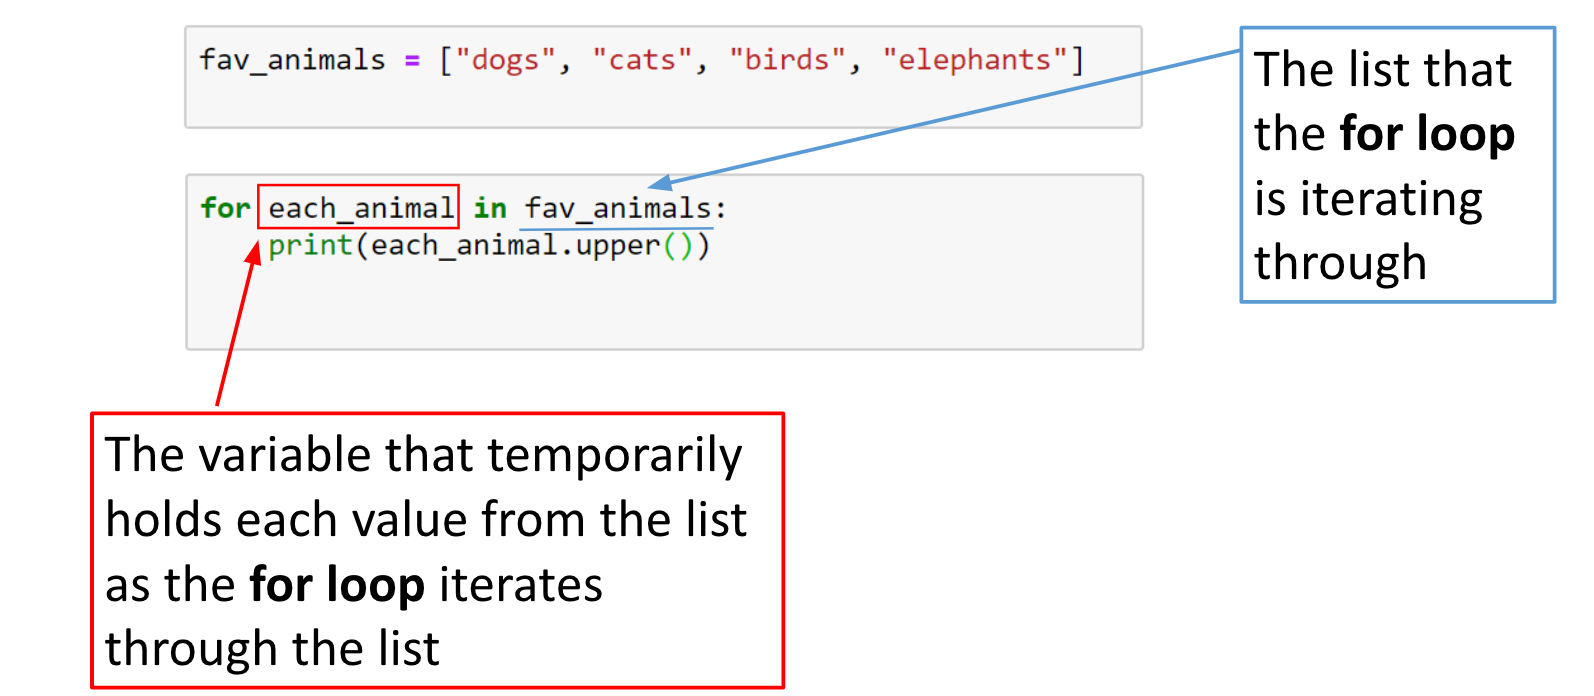 fav_animals = ["dogs", "cats", "birds", "elephants"]
for each_animal in fav_animals:
    print(each_animal.upper())
The list that
the for loop
is iterating
through
The variable that temporarily
holds each value from the list
as the for loop iterates
through the list